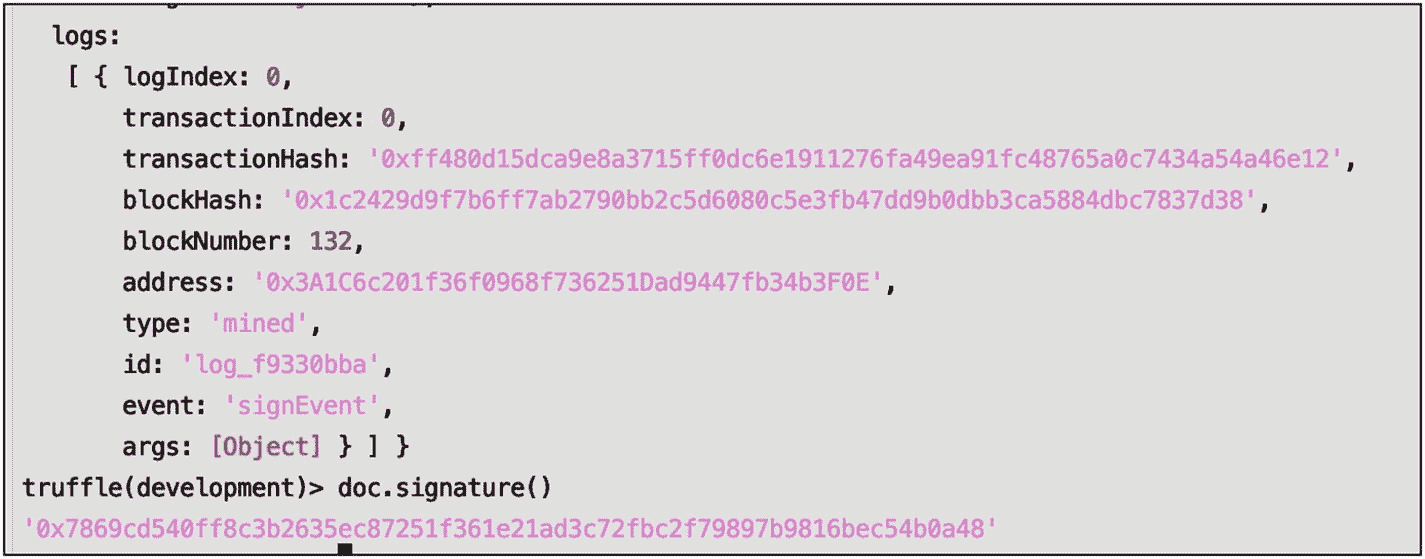 logs:
[ { logIndex: 0,
transactionIndex: 0,
transactionHash: '0xff480d15dca9e8a3715ff0dc6e1911276fa49ea91fc48765a0c7434a54a46e12',
blockHash: '0x1c2429d9f7b6ff7ab2790bb2c5d6080c5e3fb47dd9b0dbb3ca5884dbc7837d38',
blockNumber: 132,
address: '0x3A1C6c201f36f0968f736251Dad9447fb34b3F0E',
type: 'mined',
id: 'log_f9330bba',
event: 'signEvent',
args: [Object] } ] }
truffle(development)> doc.signature()
'0x7869cd540ff8c3b2635ec87251f361e21ad3c72fbc2f79897b9816bec54b0a48'